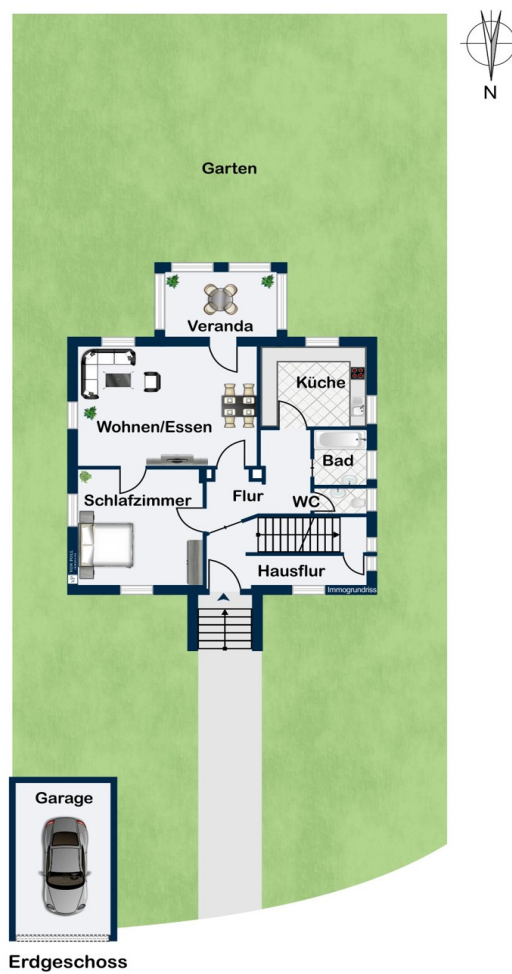 N
Garten
Veranda
Küche
Wohnen/Essen
Bad
Schlafzimmer
Flur
WC
Hausflur
Immogrundriss
Garage
Erdgeschoss